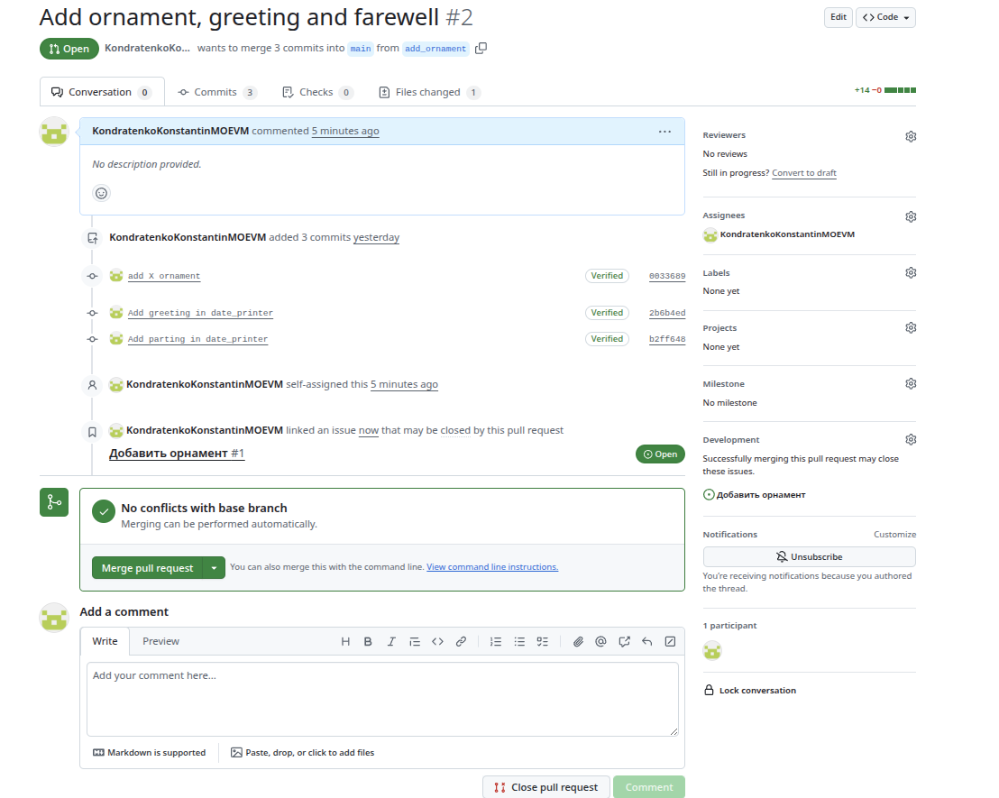 Add ornament, greeting and farewell #2
Edit
Code
Open
KondratenkoKo... wants to merge 3 commits into main from add_ornament
Conversation 0
Commits 3
Checks 0
Files changed 1
+14 −0
KondratenkoKonstantinMOEVM commented 5 minutes ago
No description provided.
KondratenkoKonstantinMOEVM added 3 commits yesterday
add X ornament Verified 0033689
Add greeting in date_printer Verified 2b6b4ed
Add parting in date_printer Verified b2ff648
KondratenkoKonstantinMOEVM self-assigned this 5 minutes ago
KondratenkoKonstantinMOEVM linked an issue now that may be closed by this pull request
Добавить орнамент #1
Open
No conflicts with base branch
Merging can be performed automatically.
Merge pull request
You can also merge this with the command line. View command line instructions.
Add a comment
Write
Preview
Add your comment here...
Markdown is supported
Paste, drop, or click to add files
Close pull request
Comment
Reviewers
No reviews
Still in progress? Convert to draft
Assignees
KondratenkoKonstantinMOEVM
Labels
None yet
Projects
None yet
Milestone
No milestone
Development
Successfully merging this pull request may close
these issues.
Добавить орнамент
Notifications
Customize
Unsubscribe
You're receiving notifications because you authored
the thread.
1 participant
Lock conversation